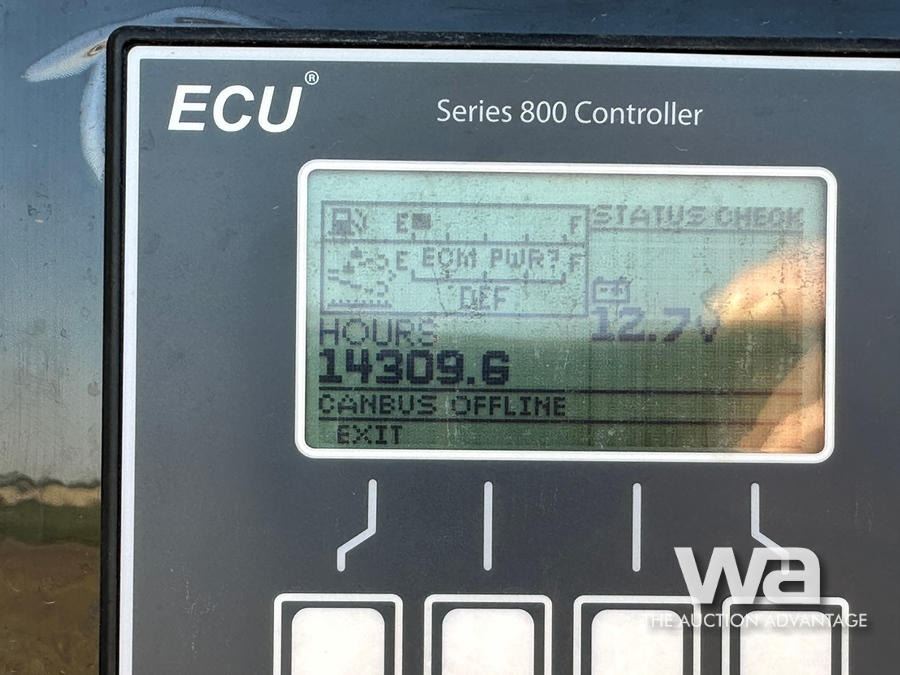 ECU®
Series 800 Controller
E F
STATUS CHECK
E ECM PWR? F
DEF
12.7V
HOURS
14309.6
CANBUS OFFLINE
EXIT
wa
THE AUCTION ADVANTAGE